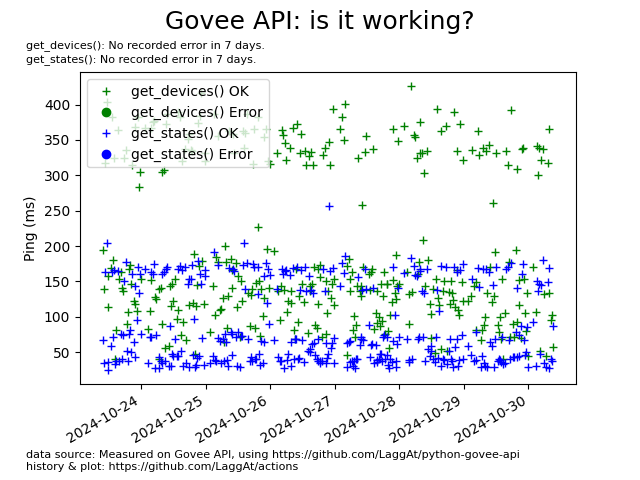 Govee API: is it working?
get_devices(): No recorded error in 7 days.
get_states(): No recorded error in 7 days.
get_devices() OK
get_devices() Error
get_states() OK
get_states() Error
Ping (ms)
400
350
300
250
200
150
100
50
2024-10-24
2024-10-25
2024-10-26
2024-10-27
2024-10-28
2024-10-29
2024-10-30
data source: Measured on Govee API, using https://github.com/LaggAt/python-govee-api
history & plot: https://github.com/LaggAt/actions